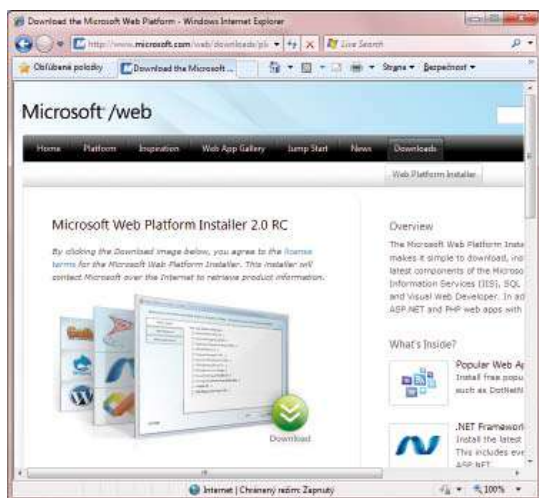 Download the Microsoft Web Platform - Windows Internet Explorer
http://www.microsoft.com/web/downloads/pl
Live Search
Obľúbené položky
Download the Microsoft ...
Strana
Bezpečnosť
Microsoft /web
Home Platform Inspiration Web App Gallery Jump Start News Downloads
Web Platform Installer
Microsoft Web Platform Installer 2.0 RC
By clicking the Download image below, you agree to the license
terms for the Microsoft Web Platform Installer. This installer will
contact Microsoft over the Internet to retrieve product information.
Download
Overview
The Microsoft Web Platform Insta
makes it simple to download, ins
latest components of the Microso
Information Services (IIS), SQL
and Visual Web Developer. In ad
ASP.NET and PHP web apps with
What's Inside?
Popular Web Ap
Install free popu
such as DotNetN
.NET Framework
Install the latest
This includes eve
ASP.NET
Internet | Chránený režim: Zapnutý
100%